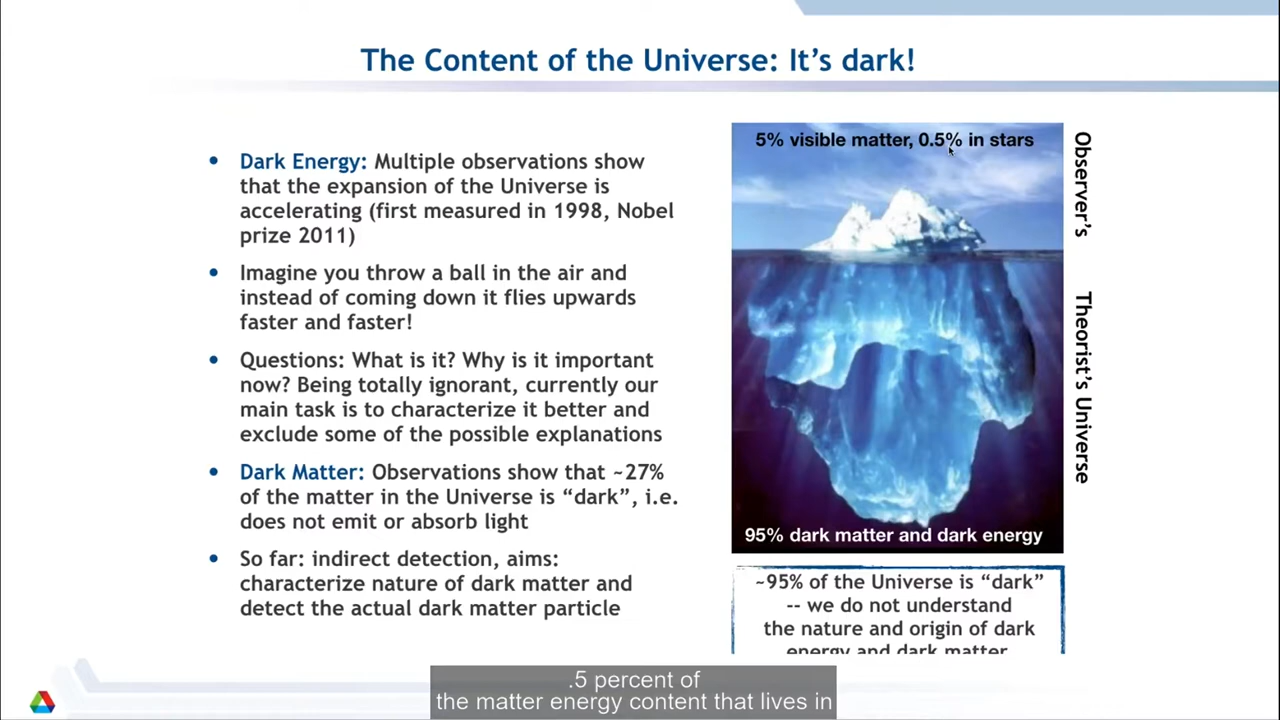 The Content of the Universe: It's dark!
• Dark Energy: Multiple observations show
that the expansion of the Universe is
accelerating (first measured in 1998, Nobel
prize 2011)
• Imagine you throw a ball in the air and
instead of coming down it flies upwards
faster and faster!
• Questions: What is it? Why is it important
now? Being totally ignorant, currently our
main task is to characterize it better and
exclude some of the possible explanations
• Dark Matter: Observations show that ~27%
of the matter in the Universe is “dark”, i.e.
does not emit or absorb light
• So far: indirect detection, aims:
characterize nature of dark matter and
detect the actual dark matter particle
5% visible matter, 0.5% in stars
95% dark matter and dark energy
Observer's
Theorist's Universe
~95% of the Universe is “dark”
-- we do not understand
the nature and origin of dark
energy and dark matter
.5 percent of
the matter energy content that lives in